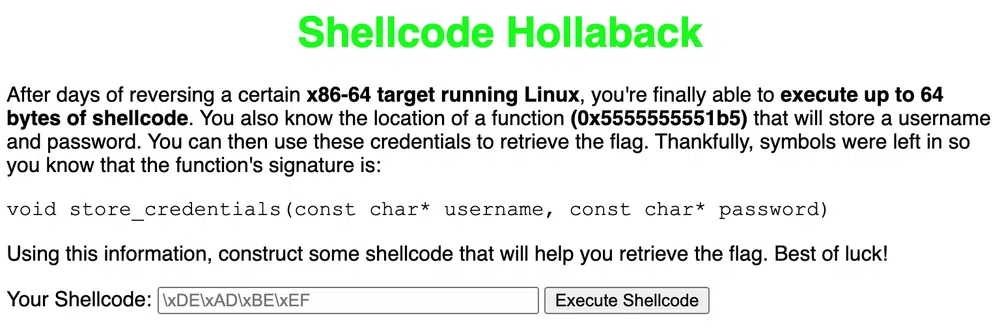 Shellcode Hollaback
After days of reversing a certain x86-64 target running Linux, you're finally able to execute up to 64
bytes of shellcode. You also know the location of a function (0x5555555551b5) that will store a username
and password. You can then use these credentials to retrieve the flag. Thankfully, symbols were left in so
you know that the function's signature is:
void store_credentials(const char* username, const char* password)
Using this information, construct some shellcode that will help you retrieve the flag. Best of luck!
Your Shellcode: \xDE\xAD\xBE\xEF Execute Shellcode